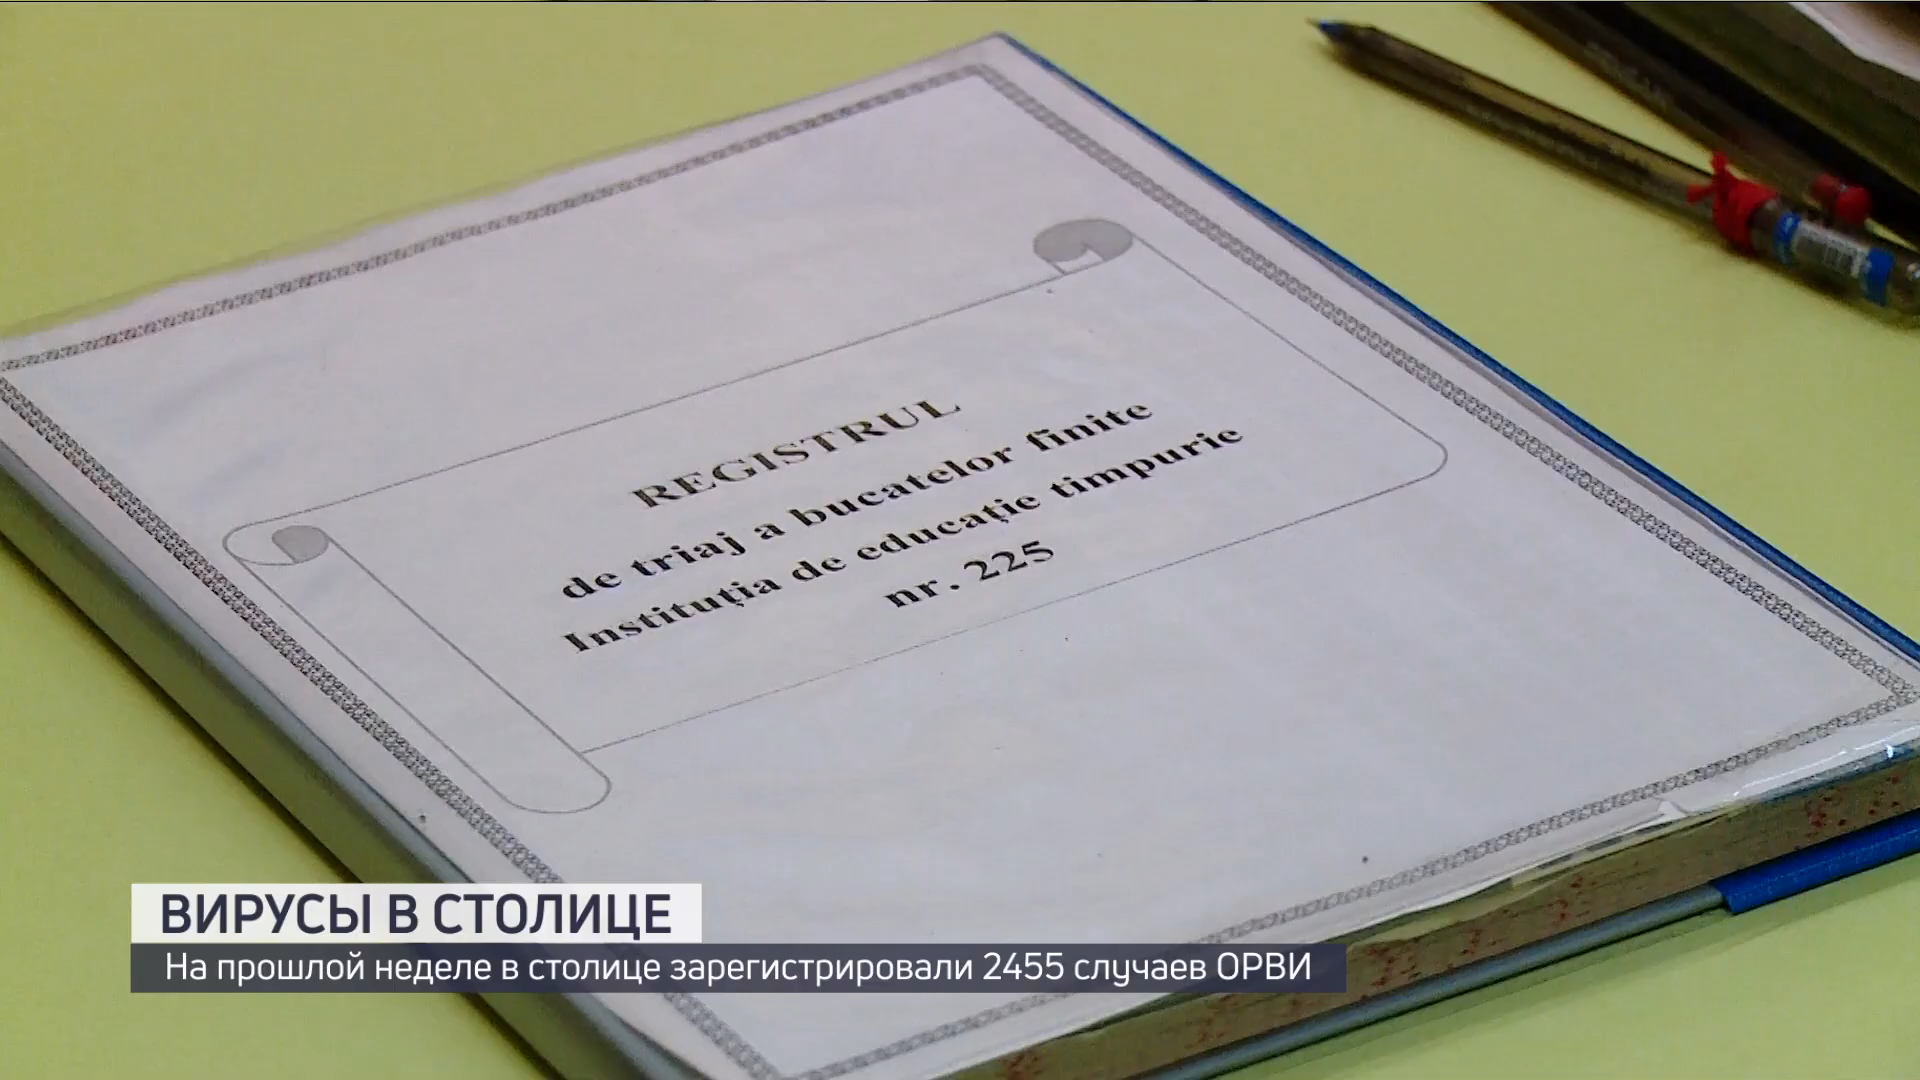 REGISTRUL
de triaj a bucatelor finite
Instituția de educație timpurie
nr. 225
ВИРУСЫ В СТОЛИЦЕ
На прошлой неделе в столице зарегистрировали 2455 случаев ОРВИ